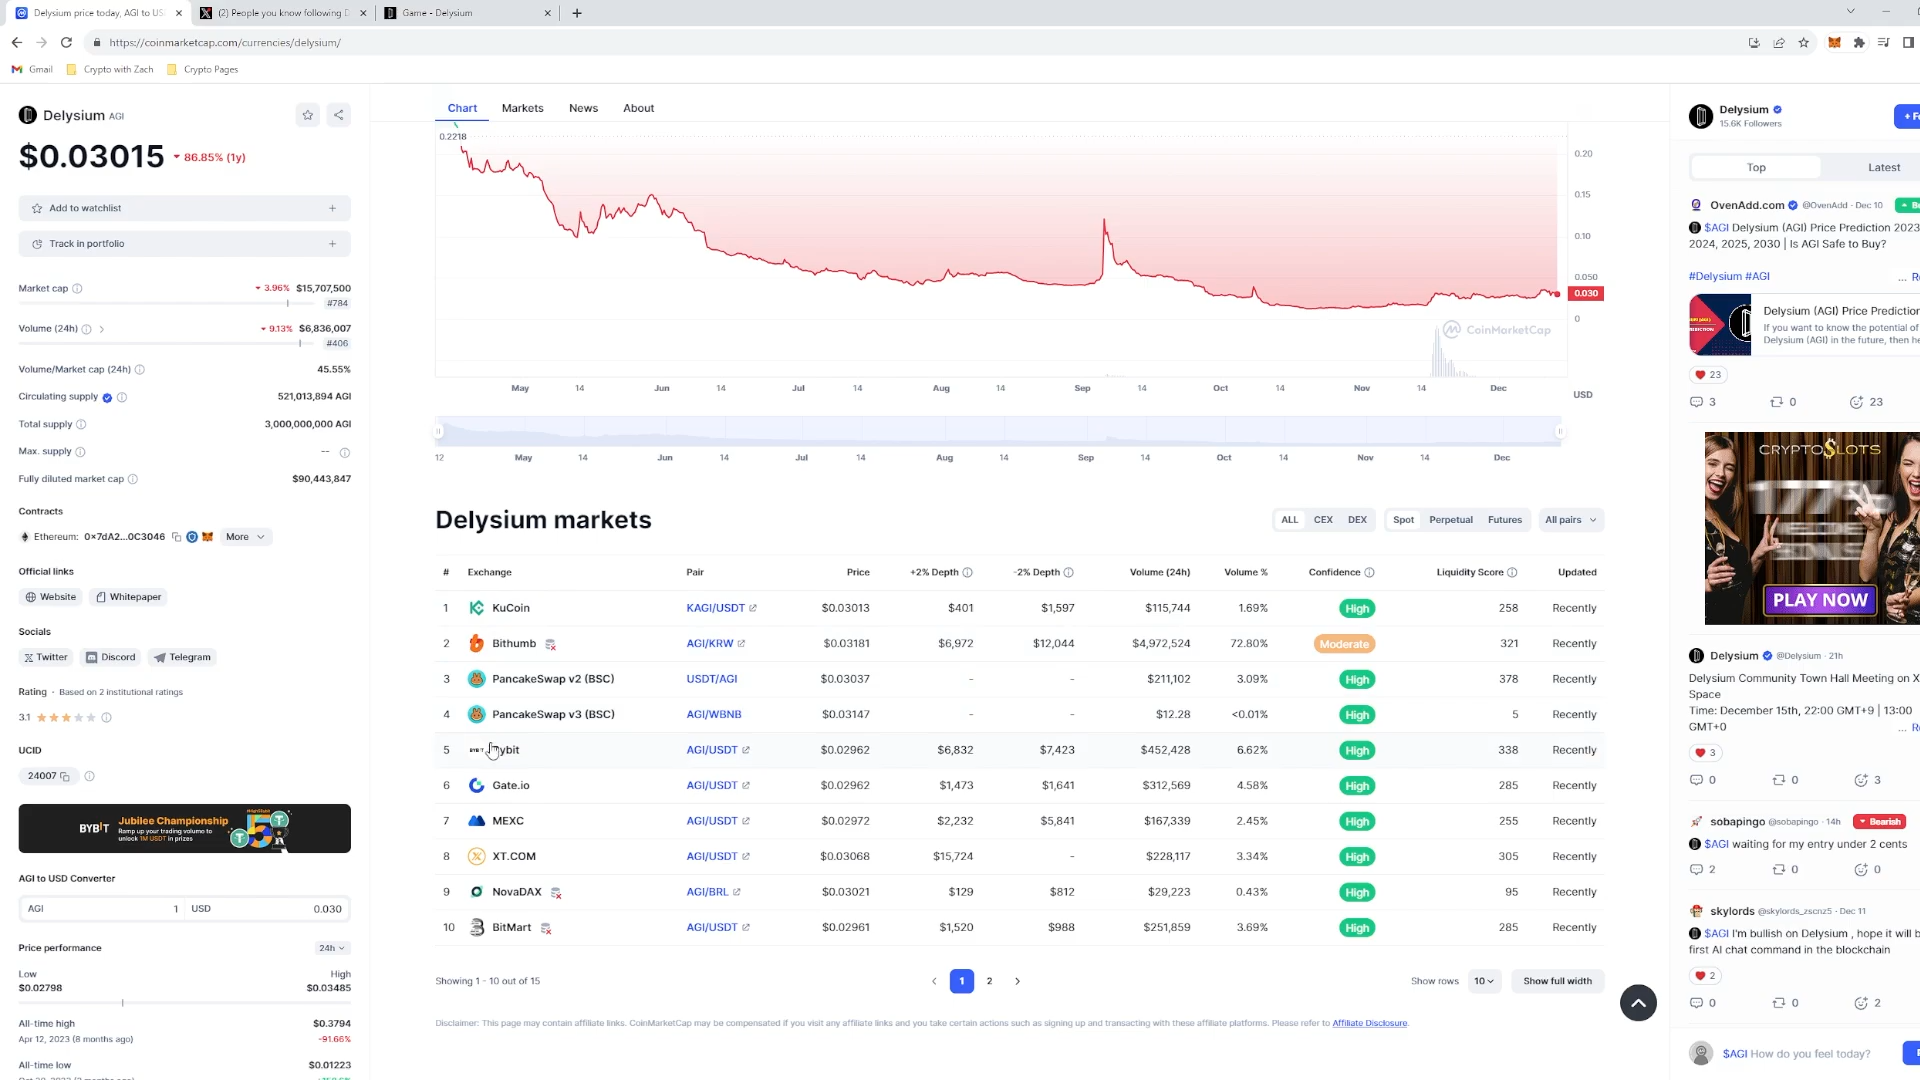 Delysium price today, AGI to US
(2) People you know following D
Game - Delysium
https://coinmarketcap.com/currencies/delysium/
Gmail
Crypto with Zach
Crypto Pages
Delysium AGI
$0.03015 86.85% (1y)
Add to watchlist +
Track in portfolio +
Market cap 3.96% $15,707,500
#784
Volume (24h) 9.13% $6,836,007
#406
Volume/Market cap (24h) 45.55%
Circulating supply 521,013,894 AGI
Total supply 3,000,000,000 AGI
Max. supply --
Fully diluted market cap $90,443,847
Contracts
Ethereum: 0x7dA2...0C3046 More
Official links
Website Whitepaper
Socials
Twitter Discord Telegram
Rating · Based on 2 institutional ratings
3.1
UCID
24007
BYBIT Jubilee Championship
Ramp up your trading volume to
unlock 1M USDT in prizes
AGI to USD Converter
AGI 1 USD 0.030
Price performance 24h
Low High
$0.02798 $0.03485
All-time high $0.3794
Apr 12, 2023 (8 months ago) -91.66%
All-time low $0.01223
Chart Markets News About
0.2218
0.20
0.15
0.10
0.050
0.030
0
CoinMarketCap
May 14 Jun 14 Jul 14 Aug 14 Sep 14 Oct 14 Nov 14 Dec
USD
12 May 14 Jun 14 Jul 14 Aug 14 Sep 14 Oct 14 Nov 14 Dec
Delysium markets
ALL CEX DEX Spot Perpetual Futures All pairs
# Exchange Pair Price +2% Depth -2% Depth Volume (24h) Volume % Confidence Liquidity Score Updated
1 KuCoin KAGI/USDT $0.03013 $401 $1,597 $115,744 1.69% High 258 Recently
2 Bithumb AGI/KRW $0.03181 $6,972 $12,044 $4,972,524 72.80% Moderate 321 Recently
3 PancakeSwap v2 (BSC) USDT/AGI $0.03037 - - $211,102 3.09% High 378 Recently
4 PancakeSwap v3 (BSC) AGI/WBNB $0.03147 - - $12.28 <0.01% High 5 Recently
5 ybit AGI/USDT $0.02962 $6,832 $7,423 $452,428 6.62% High 338 Recently
6 Gate.io AGI/USDT $0.02962 $1,473 $1,641 $312,569 4.58% High 285 Recently
7 MEXC AGI/USDT $0.02972 $2,232 $5,841 $167,339 2.45% High 255 Recently
8 XT.COM AGI/USDT $0.03068 $15,724 - $228,117 3.34% High 305 Recently
9 NovaDAX AGI/BRL $0.03021 $129 $812 $29,223 0.43% High 95 Recently
10 BitMart AGI/USDT $0.02961 $1,520 $988 $251,859 3.69% High 285 Recently
Showing 1 - 10 out of 15 1 2 Show rows 10 Show full width
Disclaimer: This page may contain affiliate links. CoinMarketCap may be compensated if you visit any affiliate links and you take certain actions such as signing up and transacting with these affiliate platforms. Please refer to Affiliate Disclosure.
Delysium
15.6K Followers
+ Fo
Top Latest
OvenAdd.com @OvenAdd · Dec 10
$AGI Delysium (AGI) Price Prediction 2023
2024, 2025, 2030 | Is AGI Safe to Buy?
#Delysium #AGI ...
Delysium (AGI) Price Prediction
If you want to know the potential of
Delysium (AGI) in the future, then he
23
3 0 23
CRYPTO$LOTS
PLAY NOW
Delysium @Delysium · 21h
Delysium Community Town Hall Meeting on X
Space
Time: December 15th, 22:00 GMT+9 | 13:00
GMT+0 ...
3
0 0 3
sobapingo @sobapingo · 14h Bearish
$AGI waiting for my entry under 2 cents
2 0 0
skylords @skylords_zscnz5 · Dec 11
$AGI I'm bullish on Delysium , hope it will b
first AI chat command in the blockchain
2
0 0 2
$AGI How do you feel today?